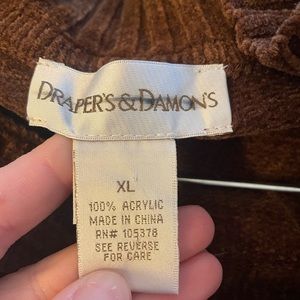 DRAPER'S & DAMON'S
XL
100% ACRYLIC
MADE IN CHINA
RN# 105378
SEE REVERSE
FOR CARE